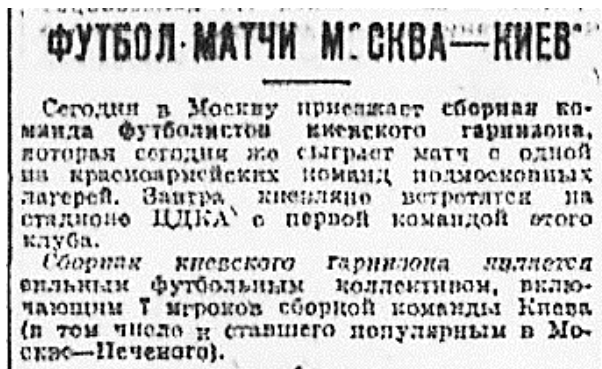 ФУТБОЛ-МАТЧИ МОСКВА—КИЕВ
Сегодня в Москву приезжает сборная ко-
манда футболистов киевского гарнизона,
которая сегодня же сыграет матч с одной
из красноармейских команд подмосковных
лагерей. Завтра киевляне встретятся на
стадионе ЦДКА с первой командой этого
клуба.
Сборная киевского гарнизона является
сильным футбольным коллективом, вклю-
чающим 7 игроков сборной команды Киева
(в том числе и ставшего популярным в Мо-
скве—Печеного).